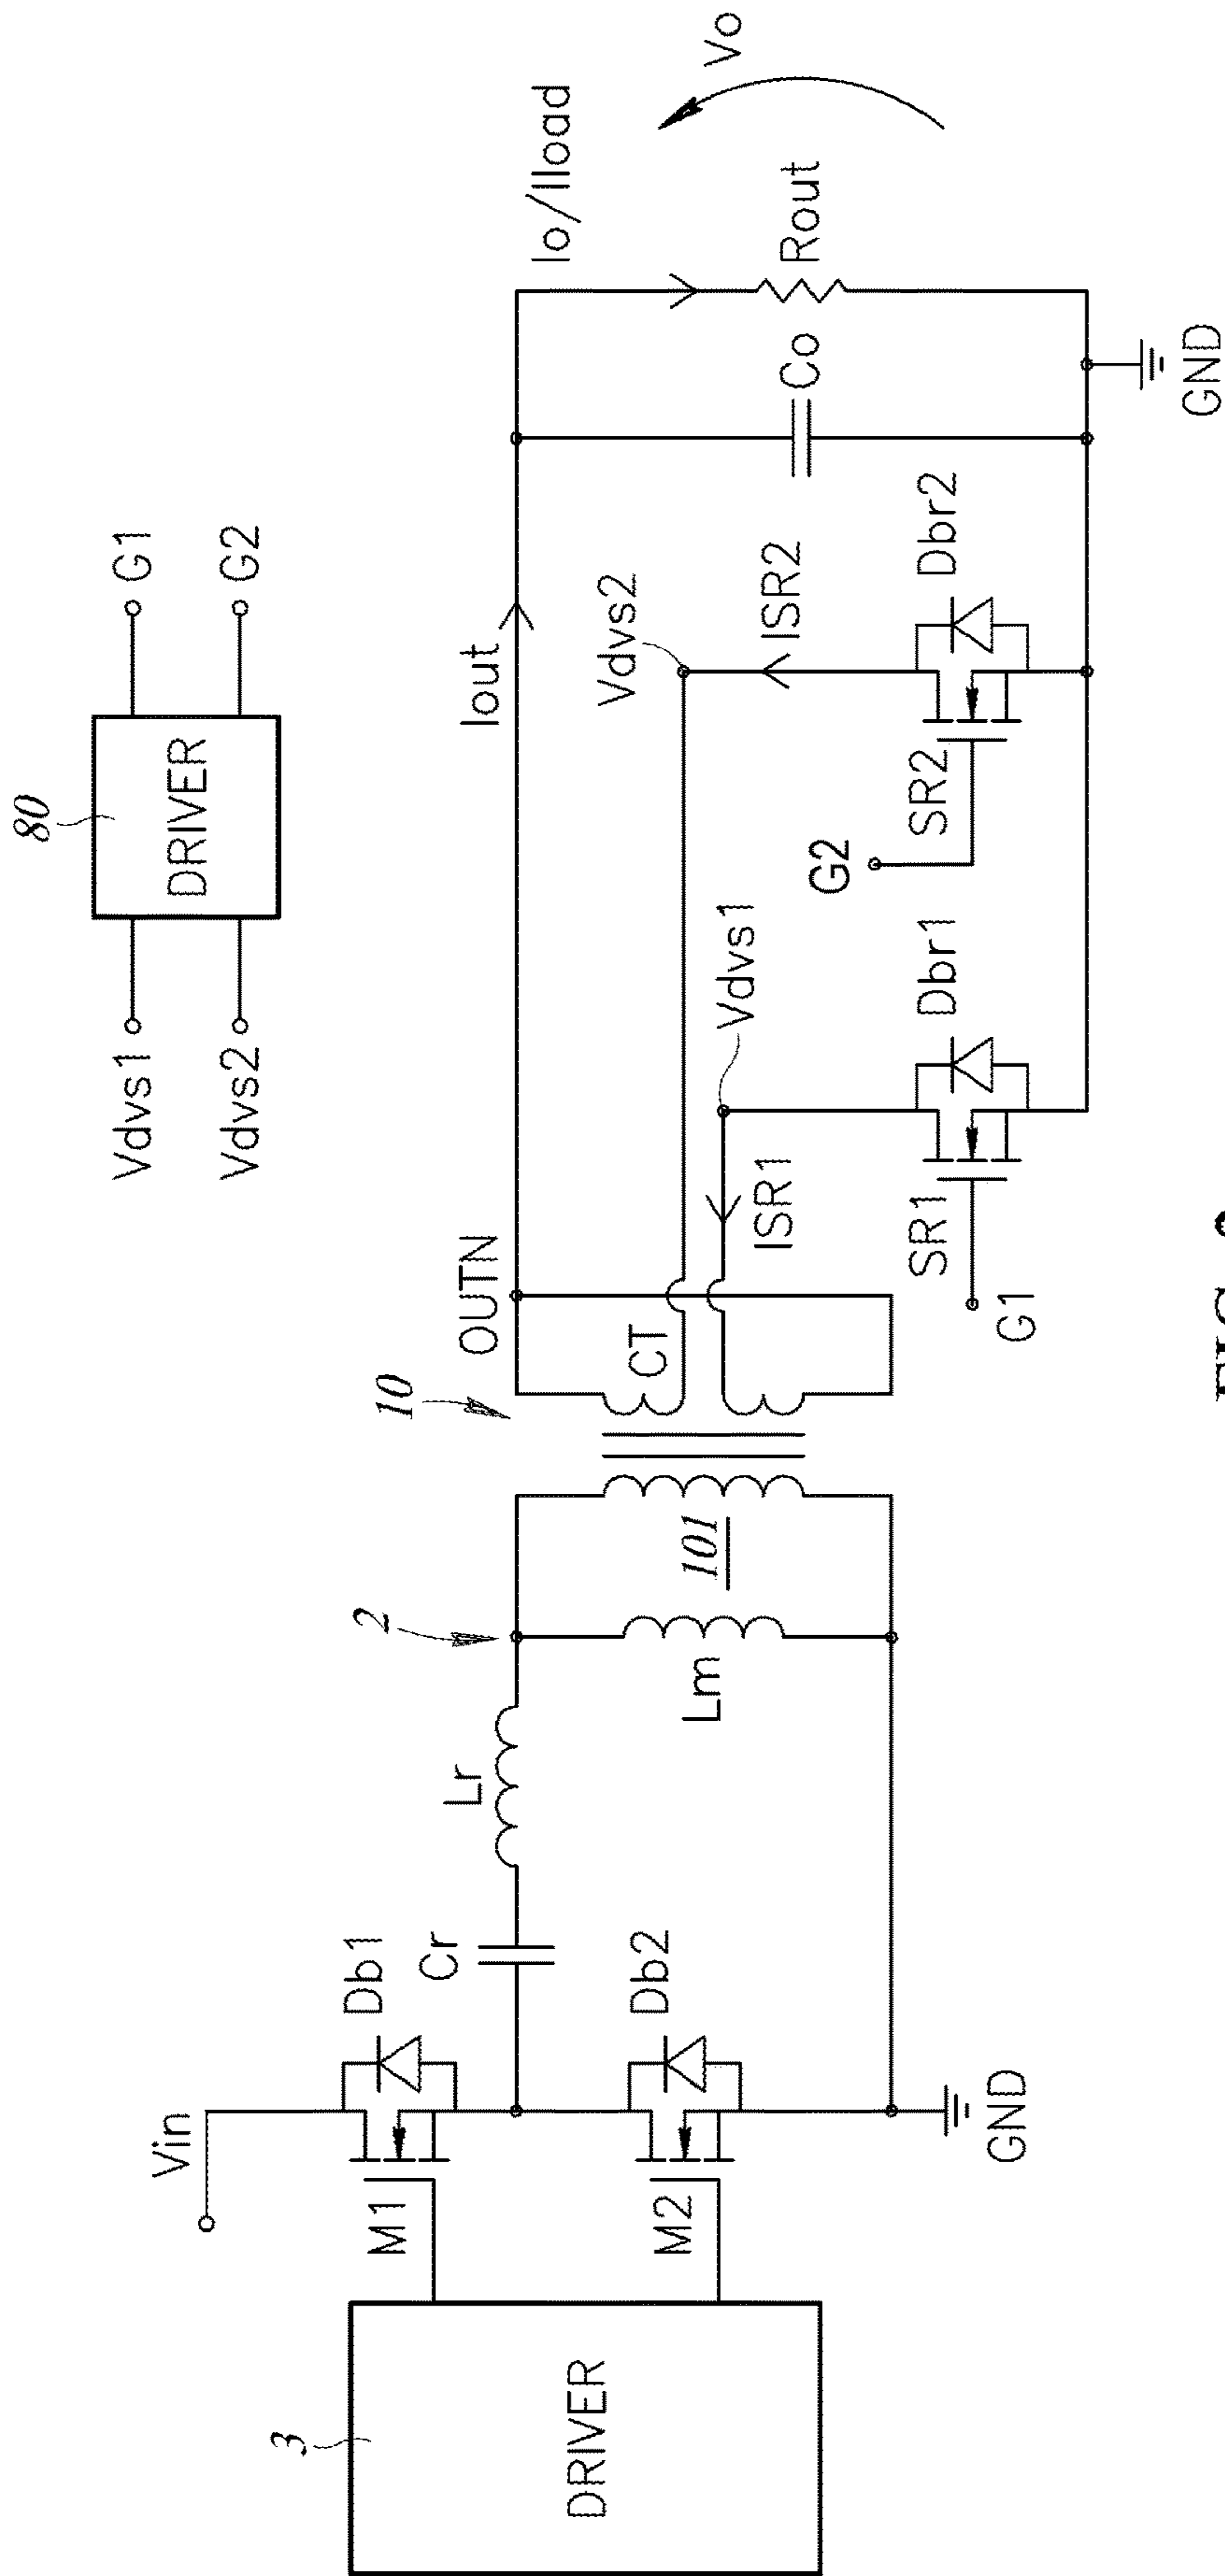 80
DRIVER
Vdvs1
Vdvs2
G1
G2
Vin
M1
Db1
Cr
Lr
2
10
OUTN
Iout
Io/Iload
Vo
3
DRIVER
M2
Db2
Lm
101
CT
ISR1
Vdvs1
Vdvs2
ISR2
Co
Rout
SR1
G1
Dbr1
G2
SR2
Dbr2
GND
GND